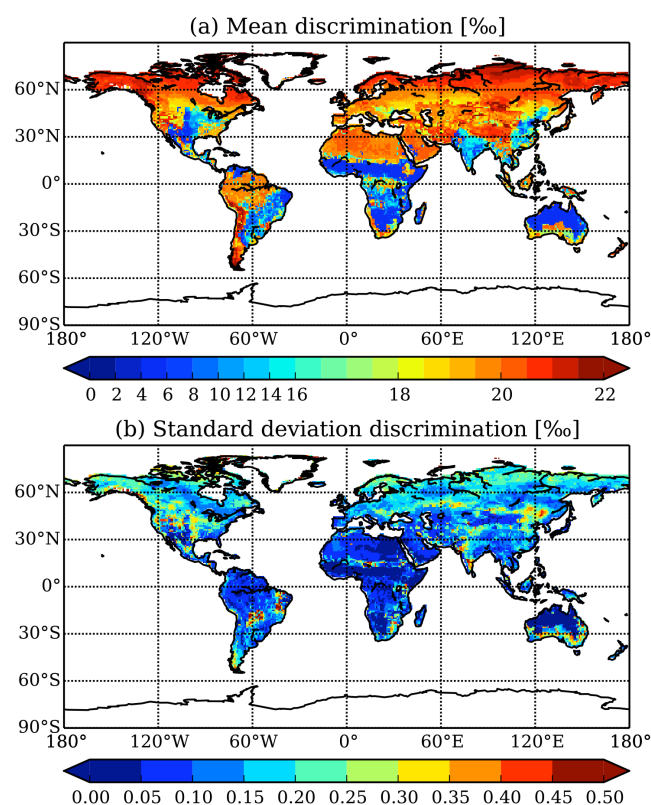 (a) Mean discrimination [‰]
60°N
30°N
0°
30°S
60°S
90°S
180° 120°W 60°W 0° 60°E 120°E 180°
0 2 4 6 8 10 12 14 16 18 20 22
(b) Standard deviation discrimination [‰]
60°N
30°N
0°
30°S
60°S
90°S
180° 120°W 60°W 0° 60°E 120°E 180°
0.00 0.05 0.10 0.15 0.20 0.25 0.30 0.35 0.40 0.45 0.50